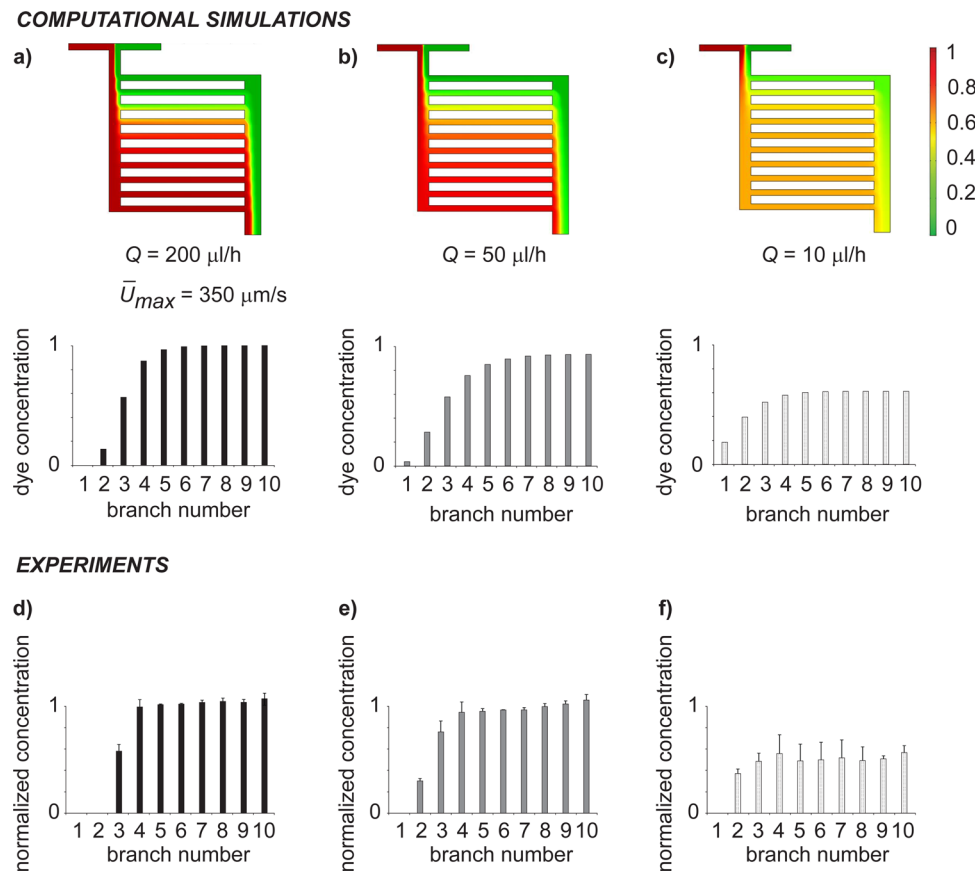 COMPUTATIONAL SIMULATIONS
a)
b)
c)
1
0.8
0.6
0.4
0.2
0
Q = 200 µl/h
Q = 50 µl/h
Q = 10 µl/h
U̅max = 350 µm/s
dye concentration
1
0
1 2 3 4 5 6 7 8 9 10
branch number
dye concentration
1
0
1 2 3 4 5 6 7 8 9 10
branch number
dye concentration
1
0
1 2 3 4 5 6 7 8 9 10
branch number
EXPERIMENTS
d)
e)
f)
normalized concentration
1
0
1 2 3 4 5 6 7 8 9 10
branch number
normalized concentration
1
0
1 2 3 4 5 6 7 8 9 10
branch number
normalized concentration
1
0
1 2 3 4 5 6 7 8 9 10
branch number